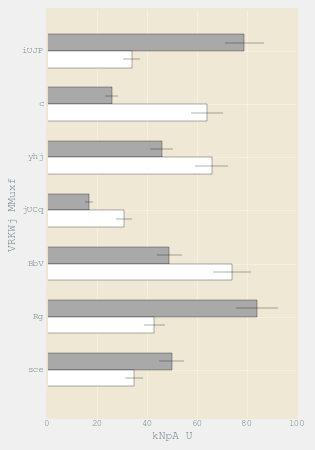 iUJF
yhj
jUCq
BbV
Rg
sce
VRKWj MMuxf
0 20 40 60 80 100
kNpA U